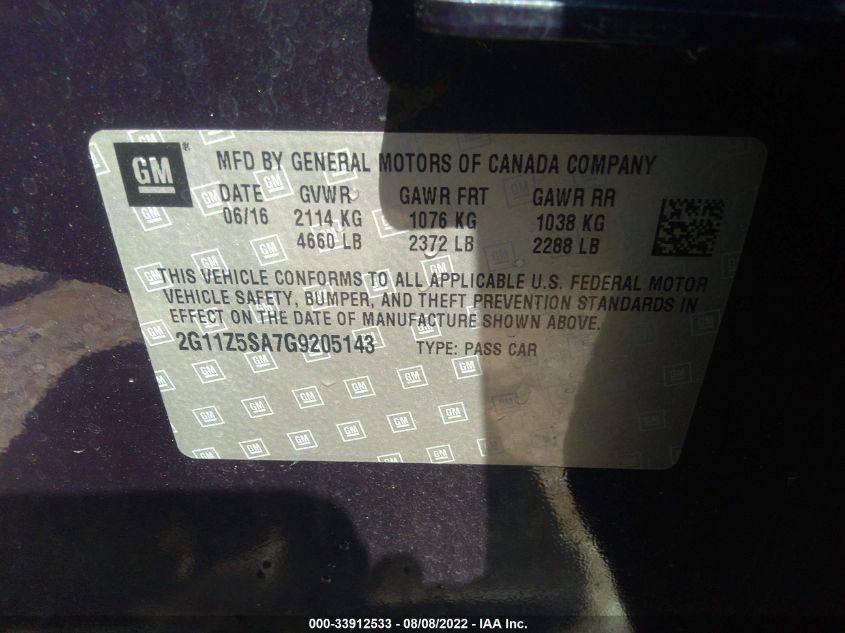 GM ®
MFD BY GENERAL MOTORS OF CANADA COMPANY
DATE GVWR GAWR FRT GAWR RR
06/16 2114 KG 1076 KG 1038 KG
4660 LB 2372 LB 2288 LB
THIS VEHICLE CONFORMS TO ALL APPLICABLE U.S. FEDERAL MOTOR
VEHICLE SAFETY, BUMPER, AND THEFT PREVENTION STANDARDS IN
EFFECT ON THE DATE OF MANUFACTURE SHOWN ABOVE.
2G11Z5SA7G9205143 TYPE: PASS CAR
000-33912533 - 08/08/2022 - IAA Inc.